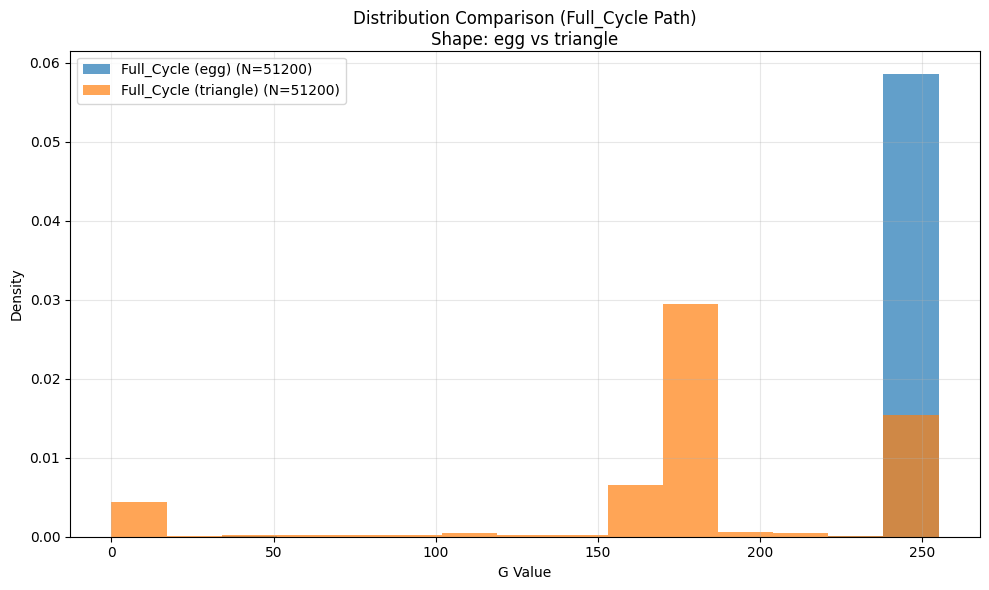 Distribution Comparison (Full_Cycle Path)
Shape: egg vs triangle
Full_Cycle (egg) (N=51200)
Full_Cycle (triangle) (N=51200)
0.06
0.05
0.04
0.03
0.02
0.01
0.00
Density
0 50 100 150 200 250
G Value